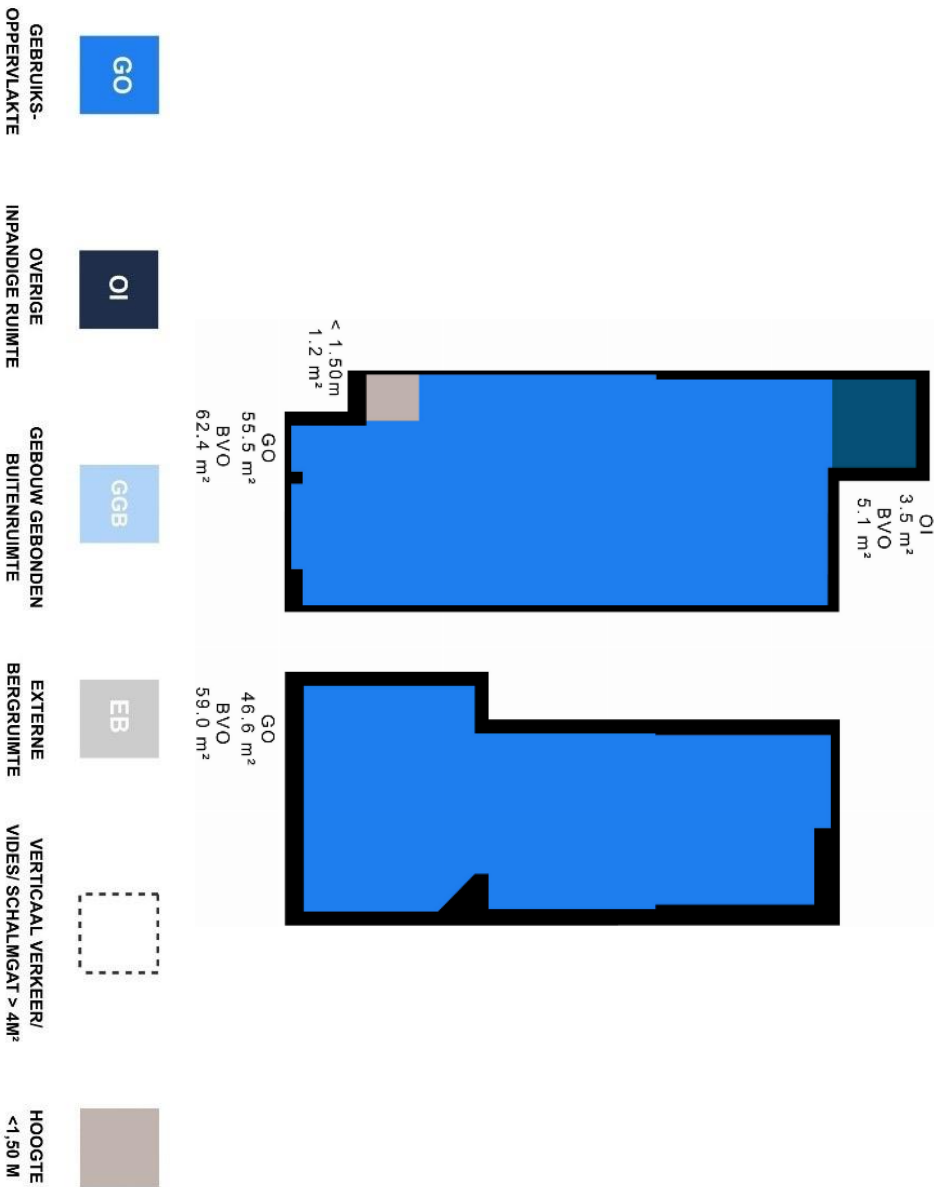 < 1.50m
1.2 m²
GO
55.5 m²
BVO
62.4 m²
OI
3.5 m²
BVO
5.1 m²
GO
46.6 m²
BVO
59.0 m²
GO
GEBRUIKS-
OPPERVLAKTE
OI
OVERIGE
INPANDIGE RUIMTE
GGB
GEBOUW GEBONDEN
BUITENRUIMTE
EB
EXTERNE
BERGRUIMTE
VERTICAAL VERKEER/
VIDES/ SCHALMGAT > 4M²
HOOGTE
<1,50 M